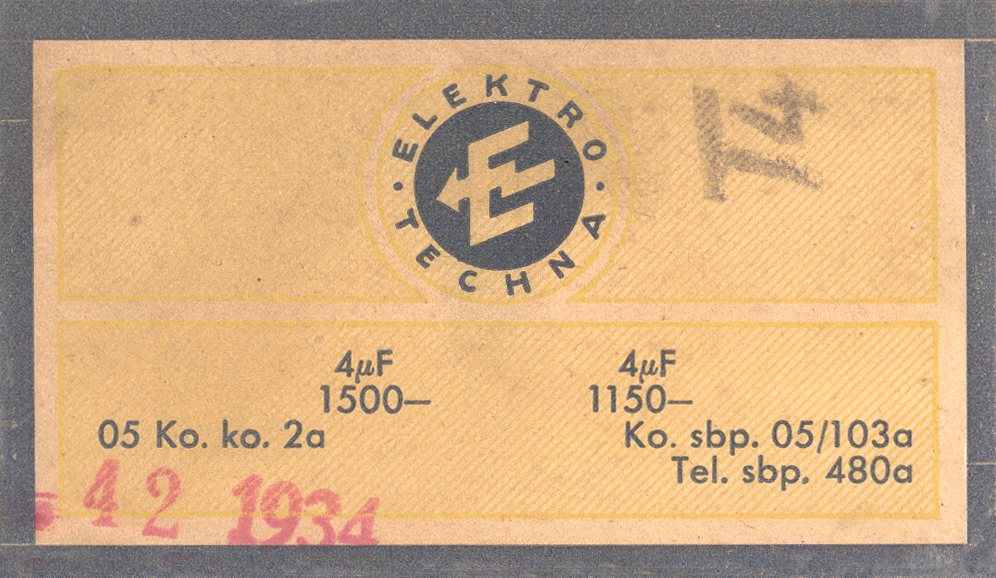 ELEKTRO
TECHNA
T4
4µF
1500—
05 Ko. ko. 2a
4µF
1150—
Ko. sbp. 05/103a
Tel. sbp. 480a
42 1934